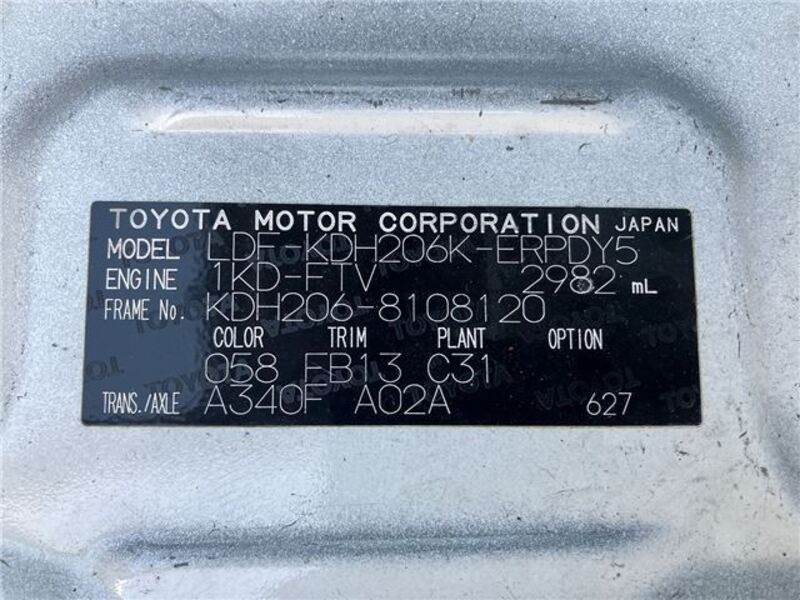 TOYOTA MOTOR CORPORATION JAPAN
MODEL LDF-KDH206K-ERPDY5
ENGINE 1KD-FTV 2982 mL
FRAME No. KDH206-8108120
COLOR TRIM PLANT OPTION
058 FB13 C31
TRANS./AXLE A340F A02A 627